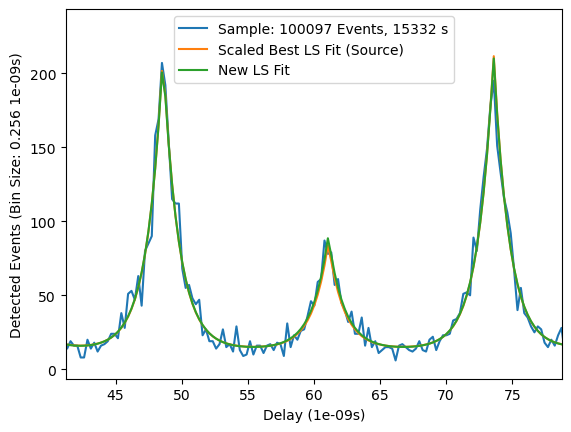 Sample: 100097 Events, 15332 s
Scaled Best LS Fit (Source)
New LS Fit
Detected Events (Bin Size: 0.256 1e-09s)
200
150
100
50
0
45
50
55
60
65
70
75
Delay (1e-09s)